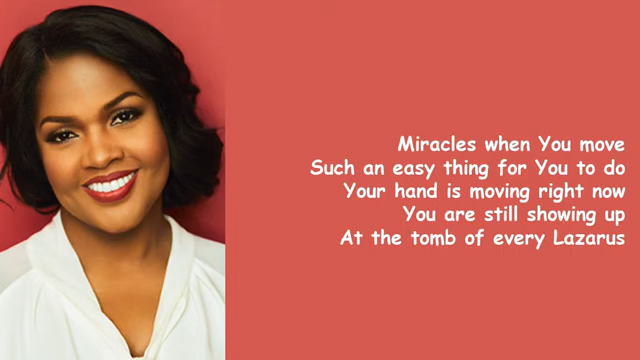 Miracles when You move
Such an easy thing for You to do
Your hand is moving right now
You are still showing up
At the tomb of every Lazarus